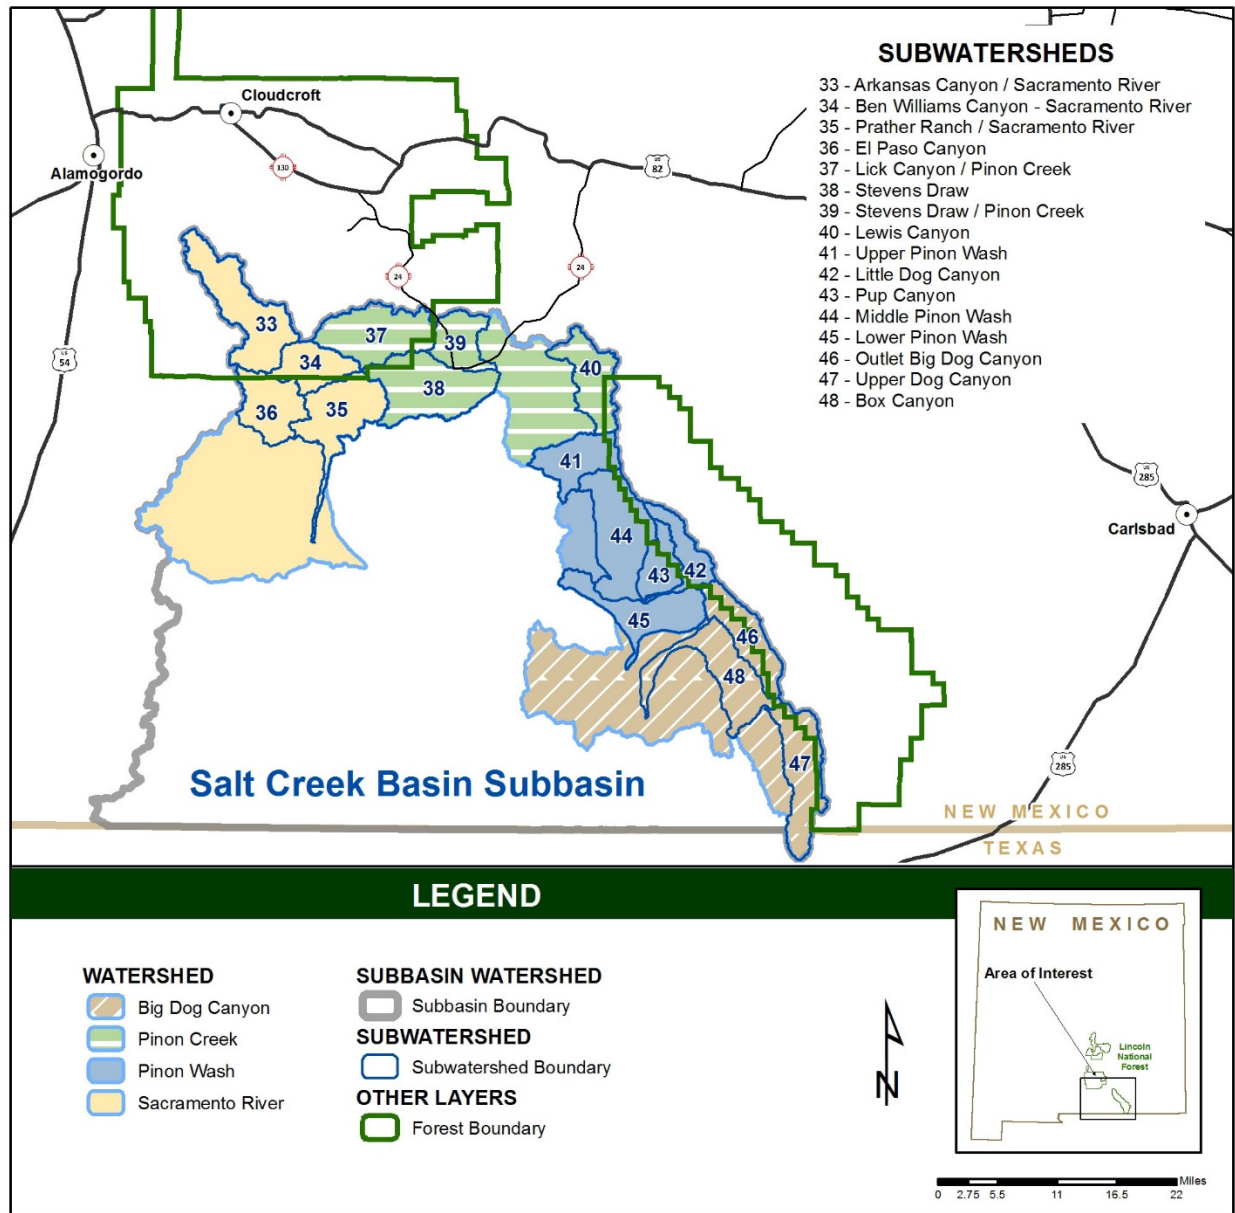 SUBWATERSHEDS
33 - Arkansas Canyon / Sacramento River
34 - Ben Williams Canyon - Sacramento River
35 - Prather Ranch / Sacramento River
36 - El Paso Canyon
37 - Lick Canyon / Pinon Creek
38 - Stevens Draw
39 - Stevens Draw / Pinon Creek
40 - Lewis Canyon
41 - Upper Pinon Wash
42 - Little Dog Canyon
43 - Pup Canyon
44 - Middle Pinon Wash
45 - Lower Pinon Wash
46 - Outlet Big Dog Canyon
47 - Upper Dog Canyon
48 - Box Canyon
Cloudcroft
Alamogordo
130
US
82
24
24
33
37
39
34
40
US
54
38
36
35
41
US
285
Carlsbad
44
43
42
45
46
48
47
US
285
Salt Creek Basin Subbasin
NEW MEXICO
TEXAS
LEGEND
WATERSHED
Big Dog Canyon
Pinon Creek
Pinon Wash
Sacramento River
SUBBASIN WATERSHED
Subbasin Boundary
SUBWATERSHED
Subwatershed Boundary
OTHER LAYERS
Forest Boundary
N
NEW MEXICO
Area of Interest
Lincoln
National
Forest
Miles
0 2.75 5.5 11 16.5 22